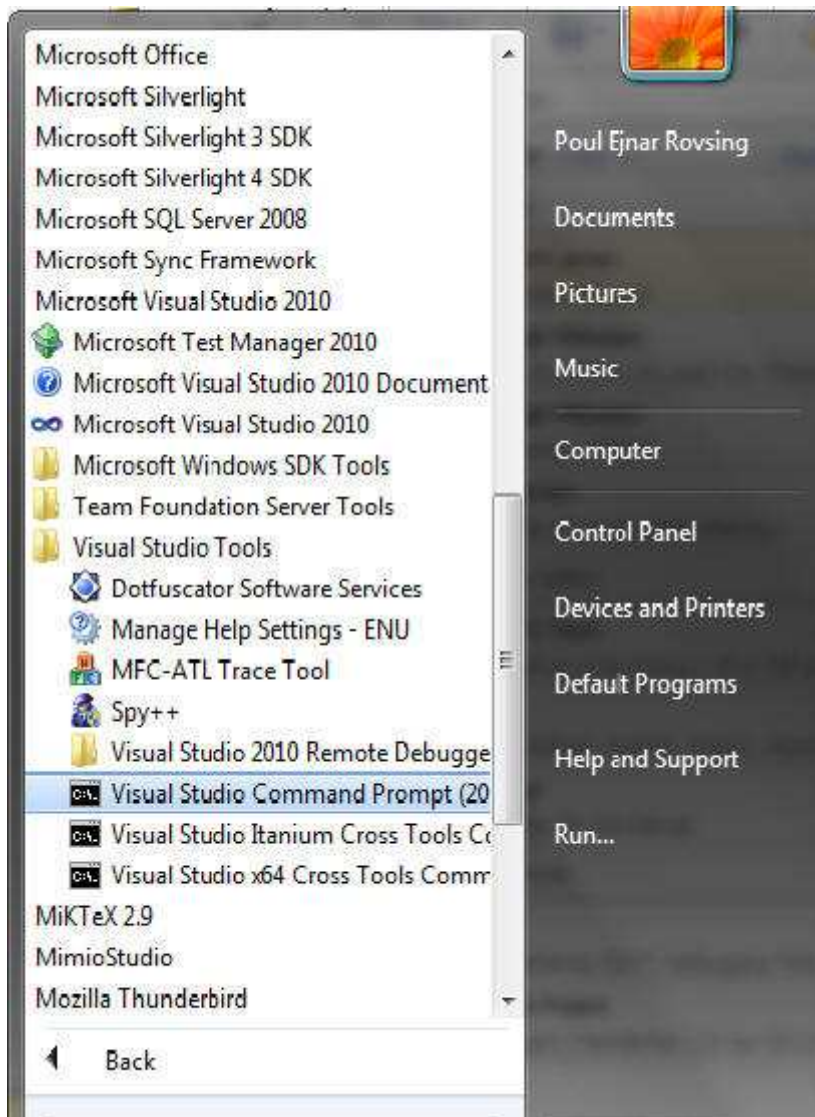 Microsoft Office
Microsoft Silverlight
Microsoft Silverlight 3 SDK
Microsoft Silverlight 4 SDK
Microsoft SQL Server 2008
Microsoft Sync Framework
Microsoft Visual Studio 2010
Microsoft Test Manager 2010
Microsoft Visual Studio 2010 Document
Microsoft Visual Studio 2010
Microsoft Windows SDK Tools
Team Foundation Server Tools
Visual Studio Tools
Dotfuscator Software Services
Manage Help Settings - ENU
MFC-ATL Trace Tool
Spy++
Visual Studio 2010 Remote Debugge
Visual Studio Command Prompt (20
Visual Studio Itanium Cross Tools Co
Visual Studio x64 Cross Tools Comm
MiKTeX 2.9
MimioStudio
Mozilla Thunderbird
Back
Poul Ejnar Rovsing
Documents
Pictures
Music
Computer
Control Panel
Devices and Printers
Default Programs
Help and Support
Run...